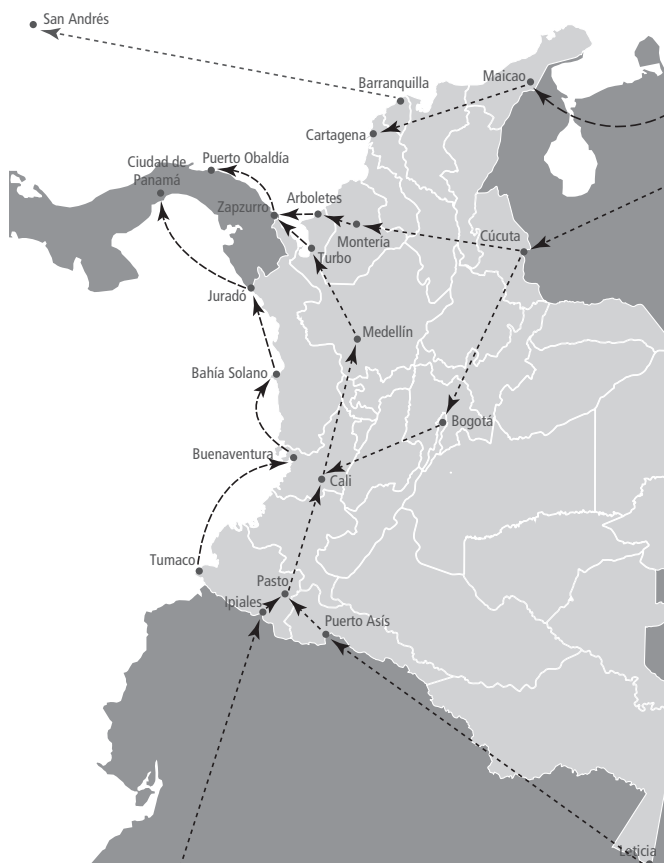 San Andrés
Maicao
Barranquilla
Cartagena
Ciudad de
Panamá
Puerto Obaldía
Arboletes
Zapzurro
Montería
Cúcuta
Turbo
Juradó
Medellín
Bahía Solano
Bogotá
Buenaventura
Cali
Tumaco
Pasto
Ipiales
Puerto Asís
Leticia